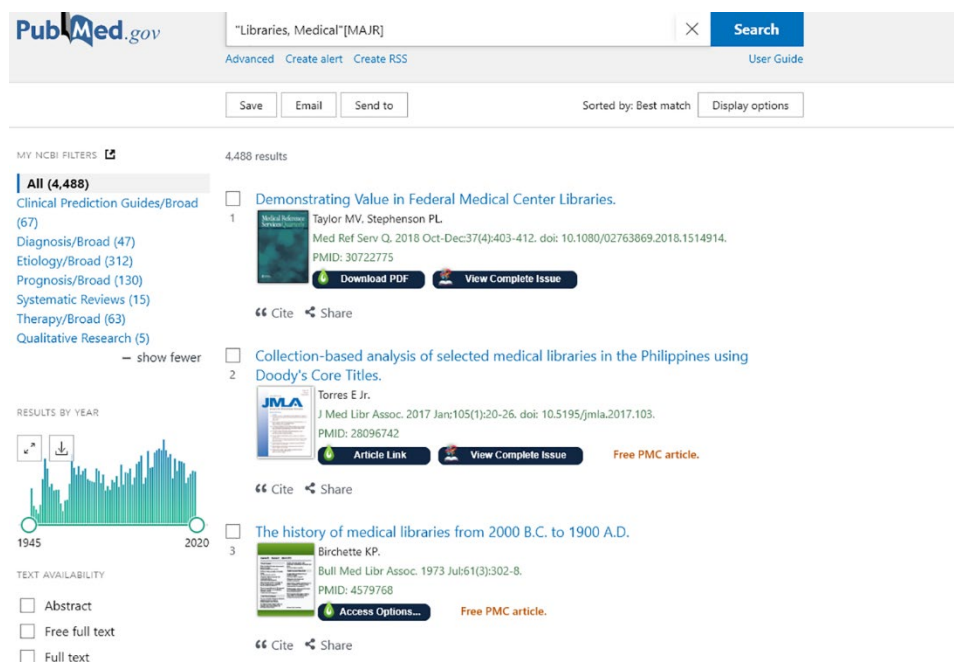 PubMed.gov
"Libraries, Medical"[MAJR]
Search
Advanced Create alert Create RSS
User Guide
Save Email Send to
Sorted by: Best match Display options
MY NCBI FILTERS
4,488 results
All (4,488)
Clinical Prediction Guides/Broad
(67)
Diagnosis/Broad (47)
Etiology/Broad (312)
Prognosis/Broad (130)
Systematic Reviews (15)
Therapy/Broad (63)
Qualitative Research (5)
– show fewer
RESULTS BY YEAR
1945 2020
TEXT AVAILABILITY
Abstract
Free full text
Full text
Demonstrating Value in Federal Medical Center Libraries.
1
Medical Reference
Services Quarterly
Taylor MV. Stephenson PL.
Med Ref Serv Q. 2018 Oct-Dec;37(4):403-412. doi: 10.1080/02763869.2018.1514914.
PMID: 30722775
Download PDF View Complete Issue
Cite Share
Collection-based analysis of selected medical libraries in the Philippines using
2
Doody's Core Titles.
JMLA
Torres E Jr.
J Med Libr Assoc. 2017 Jan;105(1):20-26. doi: 10.5195/jmla.2017.103.
PMID: 28096742
Article Link View Complete Issue Free PMC article.
Cite Share
The history of medical libraries from 2000 B.C. to 1900 A.D.
3
Birchette KP.
Bull Med Libr Assoc. 1973 Jul;61(3):302-8.
PMID: 4579768
Access Options... Free PMC article.
Cite Share